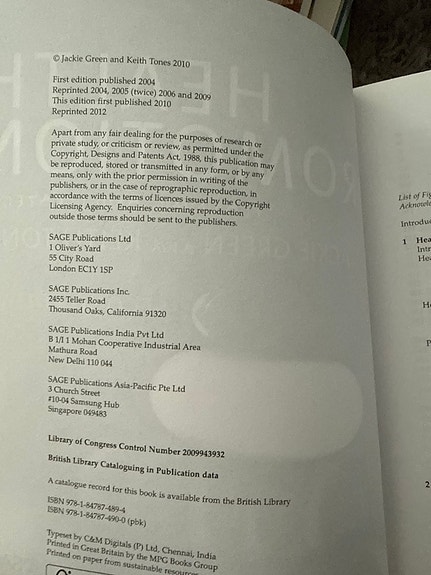 © Jackie Green and Keith Tones 2010
First edition published 2004
Reprinted 2004, 2005 (twice) 2006 and 2009
This edition first published 2010
Reprinted 2012
Apart from any fair dealing for the purposes of research or
private study, or criticism or review, as permitted under the
Copyright, Designs and Patents Act, 1988, this publication may
be reproduced, stored or transmitted in any form, or by any
means, only with the prior permission in writing of the
publishers, or in the case of reprographic reproduction, in
accordance with the terms of licences issued by the Copyright
Licensing Agency. Enquiries concerning reproduction
outside those terms should be sent to the publishers.
SAGE Publications Ltd
1 Oliver's Yard
55 City Road
London EC1Y 1SP
SAGE Publications Inc.
2455 Teller Road
Thousand Oaks, California 91320
SAGE Publications India Pvt Ltd
B 1/I 1 Mohan Cooperative Industrial Area
Mathura Road
New Delhi 110 044
SAGE Publications Asia-Pacific Pte Ltd
3 Church Street
#10-04 Samsung Hub
Singapore 049483
Library of Congress Control Number 2009943932
British Library Cataloguing in Publication data
A catalogue record for this book is available from the British Library
ISBN 978-1-84787-489-4
ISBN 978-1-84787-490-0 (pbk)
Typeset by C&M Digitals (P) Ltd, Chennai, India
Printed in Great Britain by the MPG Books Group
Printed on paper from sustainable
List of
1
2